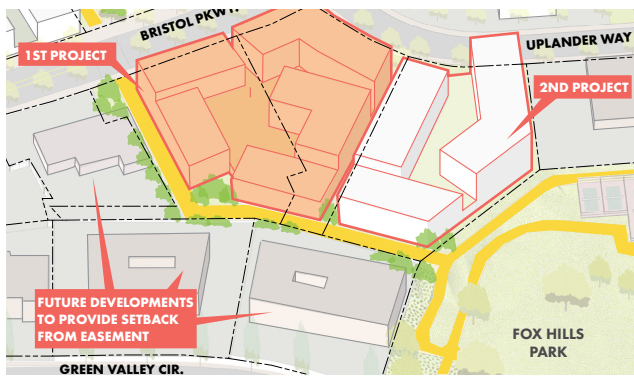 BRISTOL PKWY.
UPLANDER WAY
1ST PROJECT
2ND PROJECT
FUTURE DEVELOPMENTS
TO PROVIDE SETBACK
FROM EASEMENT
FOX HILLS
PARK
GREEN VALLEY CIR.